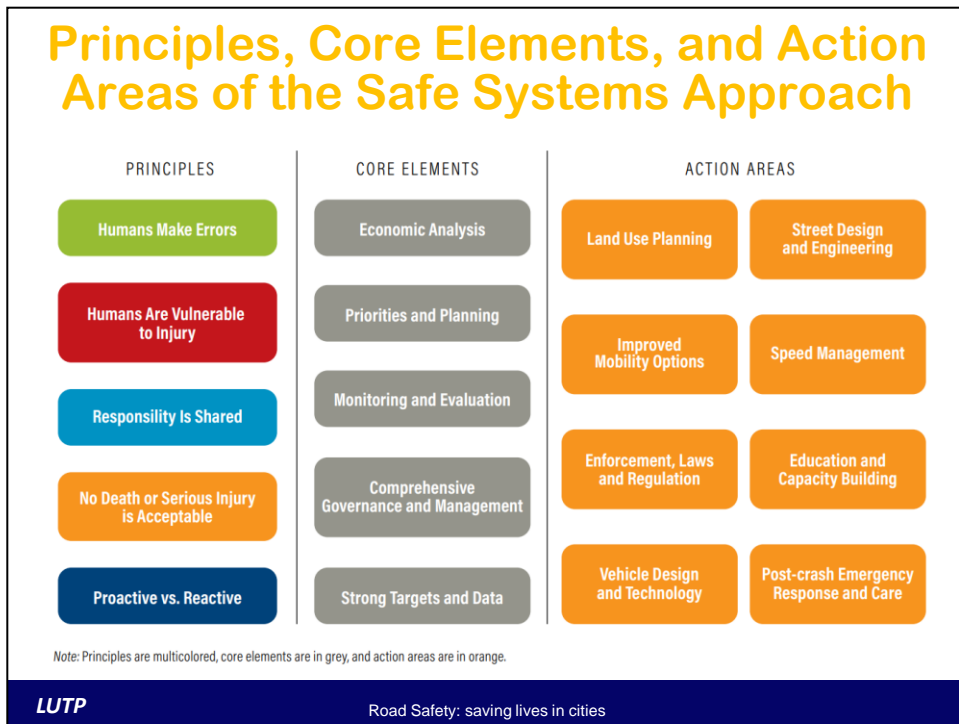 Principles, Core Elements, and Action
Areas of the Safe Systems Approach
PRINCIPLES
Humans Make Errors
Humans Are Vulnerable
to Injury
Responsility Is Shared
No Death or Serious Injury
is Acceptable
Proactive vs. Reactive
CORE ELEMENTS
Economic Analysis
Priorities and Planning
Monitoring and Evaluation
Comprehensive
Governance and Management
Strong Targets and Data
ACTION AREAS
Land Use Planning
Street Design
and Engineering
Improved
Mobility Options
Speed Management
Enforcement, Laws
and Regulation
Education and
Capacity Building
Vehicle Design
and Technology
Post-crash Emergency
Response and Care
Note: Principles are multicolored, core elements are in grey, and action areas are in orange.
LUTP
Road Safety: saving lives in cities